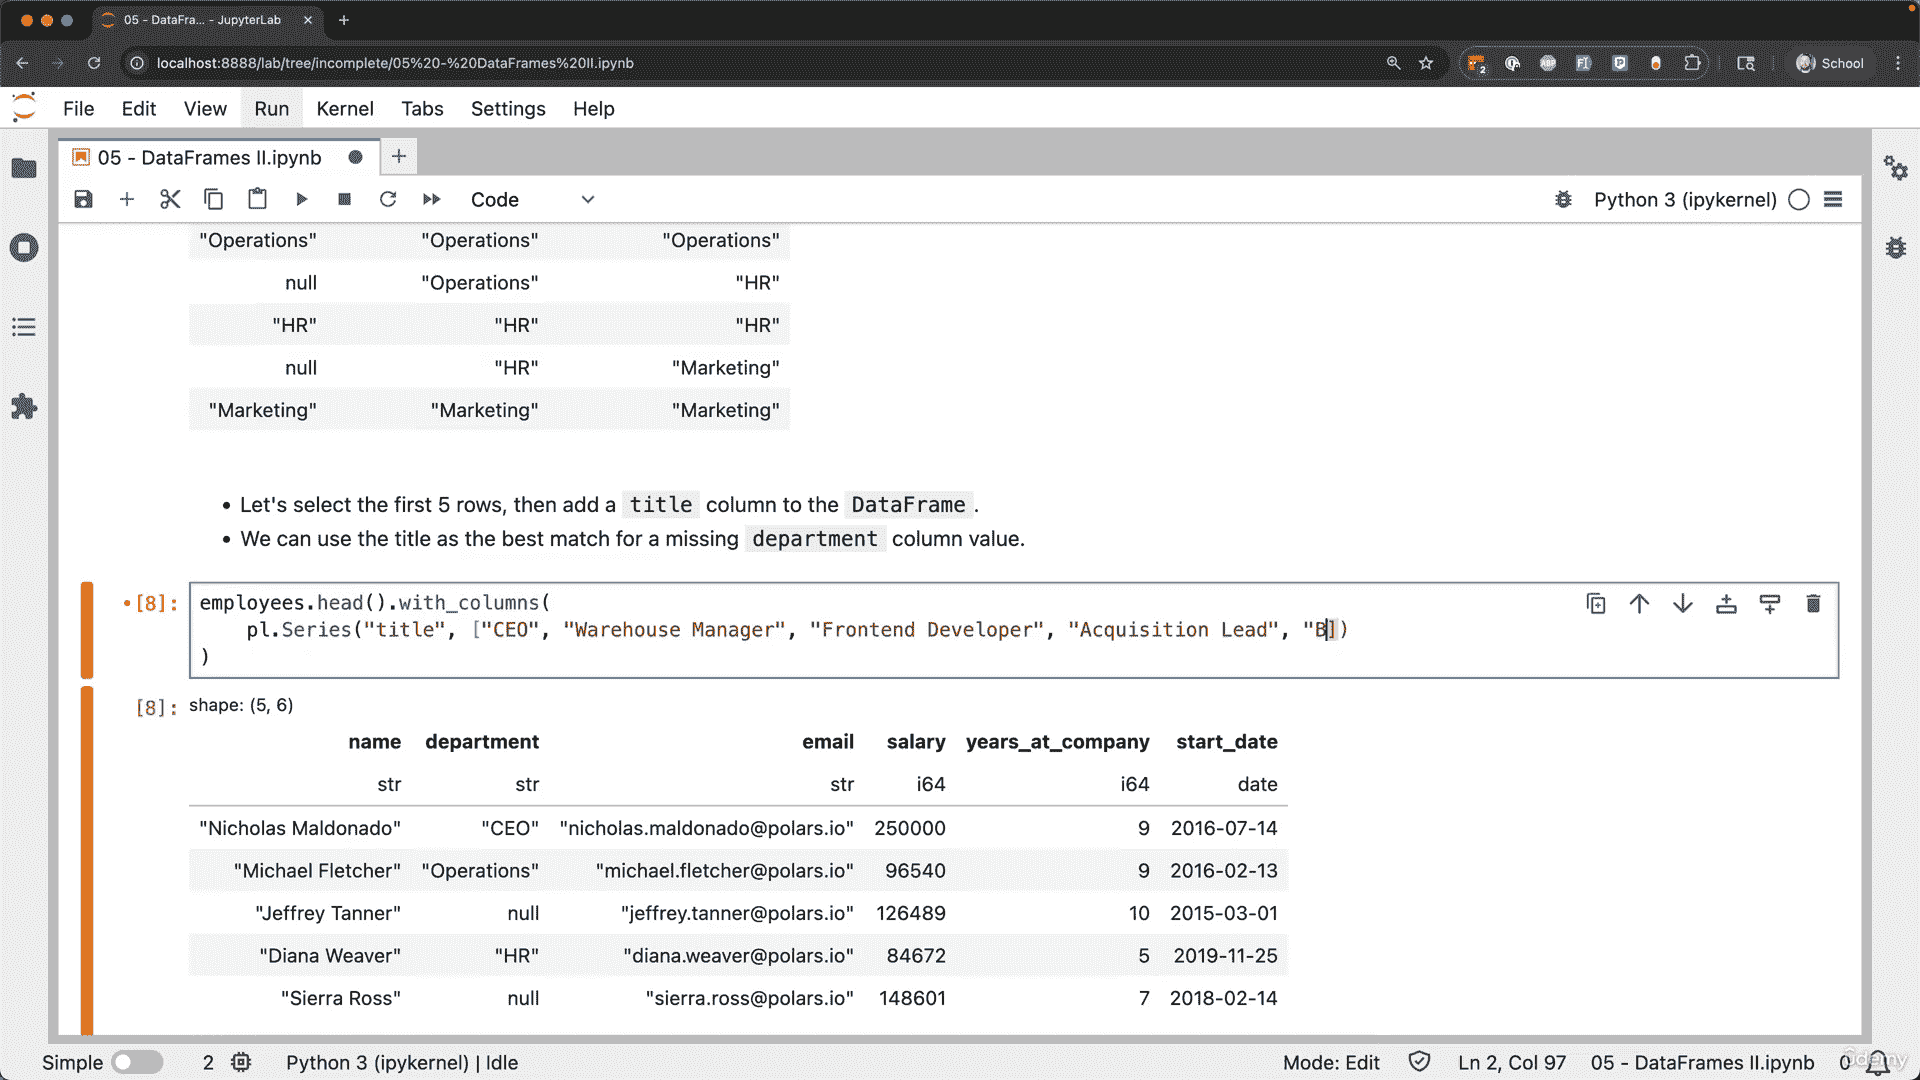 05 - DataFra... - JupyterLab
localhost:8888/lab/tree/incomplete/05%20-%20DataFrames%20II.ipynb
2
ABP
School
File Edit View Run Kernel Tabs Settings Help
05 - DataFrames II.ipynb
Code
Python 3 (ipykernel)
"Operations" "Operations" "Operations"
null "Operations" "HR"
"HR" "HR" "HR"
null "HR" "Marketing"
"Marketing" "Marketing" "Marketing"
• Let's select the first 5 rows, then add a title column to the DataFrame.
• We can use the title as the best match for a missing department column value.
•[8]: employees.head().with_columns(
pl.Series("title", ["CEO", "Warehouse Manager", "Frontend Developer", "Acquisition Lead", "B])
)
[8]: shape: (5, 6)
name department email salary years_at_company start_date
str str str i64 i64 date
"Nicholas Maldonado" "CEO" "nicholas.maldonado@polars.io" 250000 9 2016-07-14
"Michael Fletcher" "Operations" "michael.fletcher@polars.io" 96540 9 2016-02-13
"Jeffrey Tanner" null "jeffrey.tanner@polars.io" 126489 10 2015-03-01
"Diana Weaver" "HR" "diana.weaver@polars.io" 84672 5 2019-11-25
"Sierra Ross" null "sierra.ross@polars.io" 148601 7 2018-02-14
Simple 2 Python 3 (ipykernel) | Idle Mode: Edit Ln 2, Col 97 05 - DataFrames II.ipynb 0
Udemy